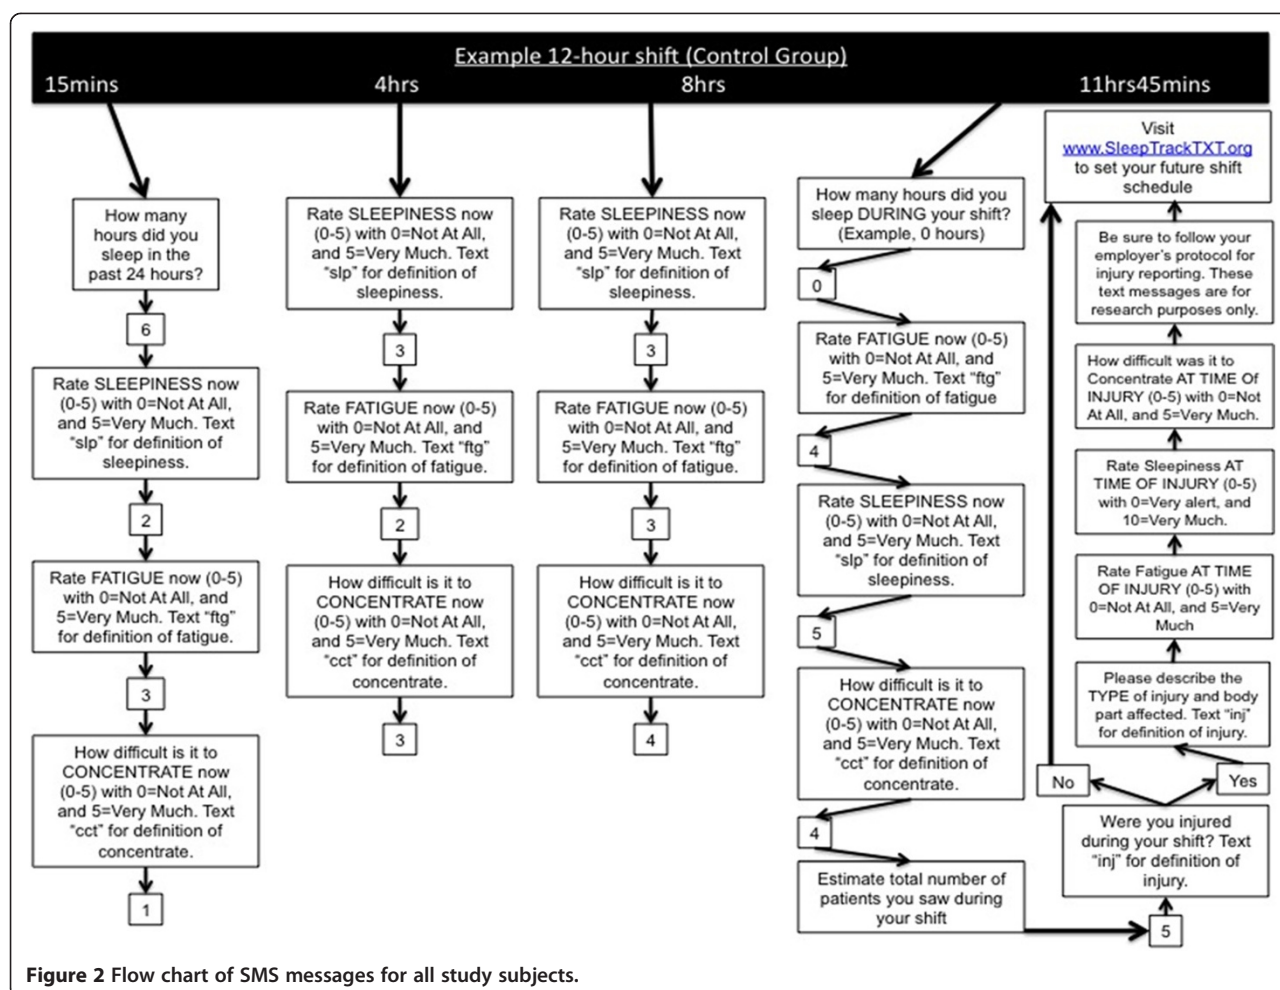 Example 12-hour shift (Control Group)
15mins
4hrs
8hrs
11hrs45mins
How many
hours did you
sleep in the
past 24 hours?
6
Rate SLEEPINESS now
(0-5) with 0=Not At All,
and 5=Very Much. Text
“slp” for definition of
sleepiness.
2
Rate FATIGUE now (0-5)
with 0=Not At All, and
5=Very Much. Text “ftg”
for definition of fatigue.
3
How difficult is it to
CONCENTRATE now
(0-5) with 0=Not At All,
and 5=Very Much. Text
“cct” for definition of
concentrate.
1
Rate SLEEPINESS now
(0-5) with 0=Not At All,
and 5=Very Much. Text
“slp” for definition of
sleepiness.
3
Rate FATIGUE now (0-5)
with 0=Not At All, and
5=Very Much. Text “ftg”
for definition of fatigue.
2
How difficult is it to
CONCENTRATE now
(0-5) with 0=Not At All,
and 5=Very Much. Text
“cct” for definition of
concentrate.
3
Rate SLEEPINESS now
(0-5) with 0=Not At All,
and 5=Very Much. Text
“slp” for definition of
sleepiness.
3
Rate FATIGUE now (0-5)
with 0=Not At All, and
5=Very Much. Text “ftg”
for definition of fatigue.
3
How difficult is it to
CONCENTRATE now
(0-5) with 0=Not At All,
and 5=Very Much. Text
“cct” for definition of
concentrate.
4
How many hours did you
sleep DURING your shift?
(Example, 0 hours)
0
Rate FATIGUE now (0-5)
with 0=Not At All, and
5=Very Much. Text “ftg”
for definition of fatigue
4
Rate SLEEPINESS now
(0-5) with 0=Not At All,
and 5=Very Much. Text
“slp” for definition of
sleepiness.
5
How difficult is it to
CONCENTRATE now
(0-5) with 0=Not At All,
and 5=Very Much. Text
“cct” for definition of
concentrate.
4
Estimate total number of
patients you saw during
your shift
5
Were you injured
during your shift? Text
“inj” for definition of
injury.
No
Yes
Please describe the
TYPE of injury and body
part affected. Text “inj”
for definition of injury.
Rate Fatigue AT TIME
OF INJURY (0-5) with
0=Not At All, and 5=Very
Much
Rate Sleepiness AT
TIME OF INJURY (0-5)
with 0=Very alert, and
10=Very Much.
How difficult was it to
Concentrate AT TIME Of
INJURY (0-5) with 0=Not
At All, and 5=Very Much.
Be sure to follow your
employer’s protocol for
injury reporting. These
text messages are for
research purposes only.
Visit
www.SleepTrackTXT.org
to set your future shift
schedule
Figure 2 Flow chart of SMS messages for all study subjects.